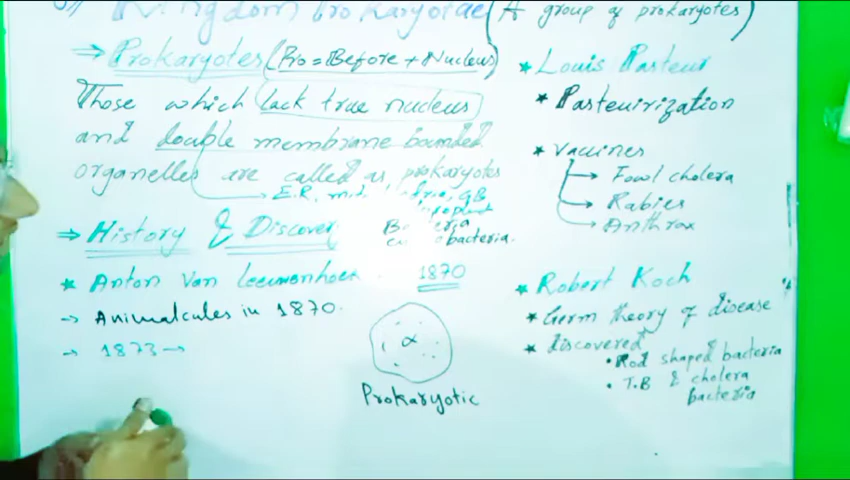 Kingdom Prokaryotae (A group of prokaryotes)
⇒ Prokaryotes (Pro = Before + Nucleus)
Those which lack true nucleus
and double membrane bounded
organelles are called as prokaryotes
E.R.
⇒ History & Discover
bacteria.
* Anton Van Leeuwenhoek 1870
→ Animalcules in 1870.
→ 1873 →
Prokaryotic
* Louis Pasteur
* Pasteurization
* Vaccines
→ Fowl cholera
→ Rabies
→ Anthrax
* Robert Koch
* Germ theory of disease
* discovered
• Rod shaped bacteria
• T.B & cholera
bacteria